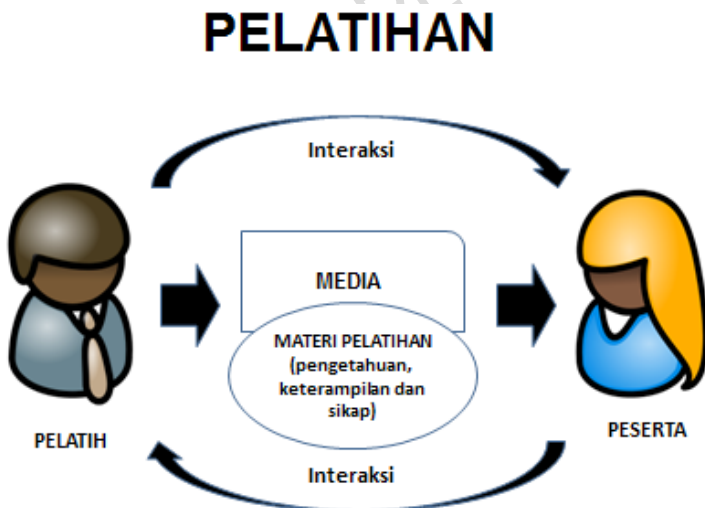 PELATIHAN
Interaksi
MEDIA
MATERI PELATIHAN
(pengetahuan,
keterampilan dan
sikap)
PELATIH
PESERTA
Interaksi